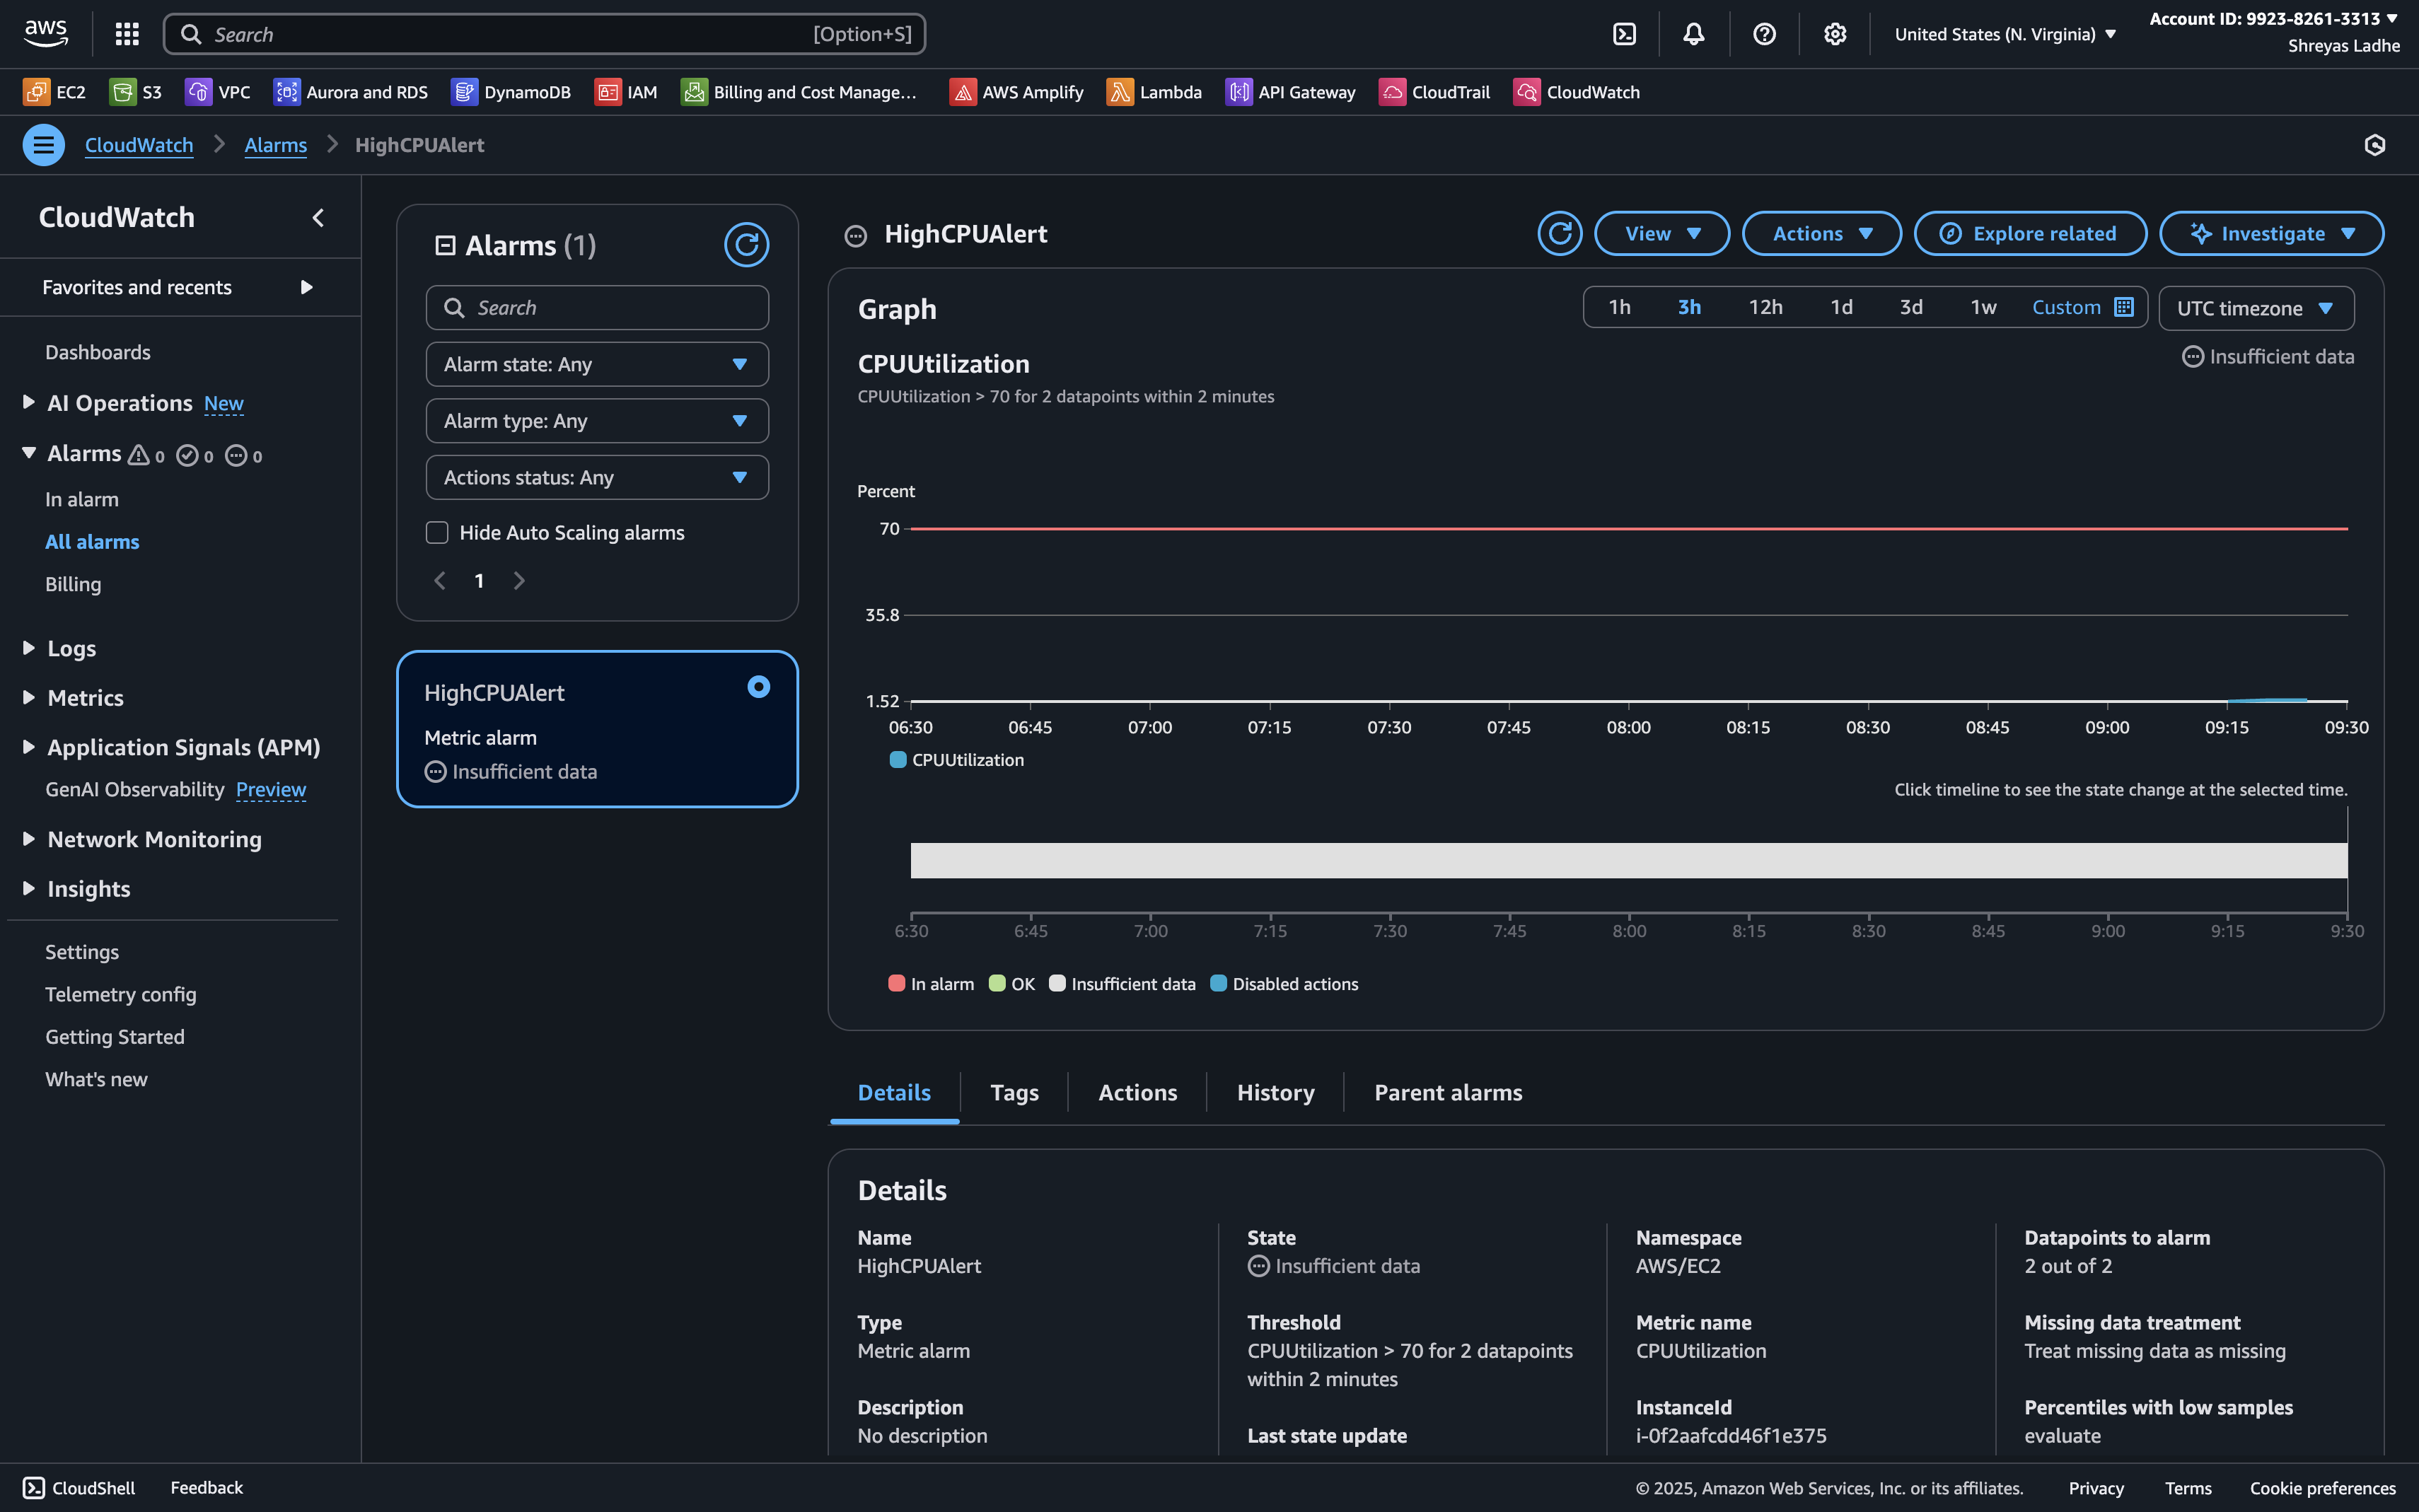 aws
Search [Option+S]
United States (N. Virginia)
Account ID: 9923-8261-3313
Shreyas Ladhe
EC2 S3 VPC Aurora and RDS DynamoDB IAM Billing and Cost Manage... AWS Amplify Lambda API Gateway CloudTrail CloudWatch
CloudWatch Alarms HighCPUAlert
CloudWatch
Favorites and recents
Dashboards
AI Operations New
Alarms 0 0 0
In alarm
All alarms
Billing
Logs
Metrics
Application Signals (APM)
GenAI Observability Preview
Network Monitoring
Insights
Settings
Telemetry config
Getting Started
What's new
Alarms (1)
Search
Alarm state: Any
Alarm type: Any
Actions status: Any
Hide Auto Scaling alarms
1
HighCPUAlert
Metric alarm
Insufficient data
HighCPUAlert
View Actions Explore related Investigate
Graph
1h 3h 12h 1d 3d 1w Custom UTC timezone
CPUUtilization
Insufficient data
CPUUtilization > 70 for 2 datapoints within 2 minutes
Percent
70
35.8
1.52
06:30 06:45 07:00 07:15 07:30 07:45 08:00 08:15 08:30 08:45 09:00 09:15 09:30
CPUUtilization
Click timeline to see the state change at the selected time.
6:30 6:45 7:00 7:15 7:30 7:45 8:00 8:15 8:30 8:45 9:00 9:15 9:30
In alarm OK Insufficient data Disabled actions
Details Tags Actions History Parent alarms
Details
Name
HighCPUAlert
Type
Metric alarm
Description
No description
State
Insufficient data
Threshold
CPUUtilization > 70 for 2 datapoints
within 2 minutes
Last state update
Namespace
AWS/EC2
Metric name
CPUUtilization
InstanceId
i-0f2aafcdd46f1e375
Datapoints to alarm
2 out of 2
Missing data treatment
Treat missing data as missing
Percentiles with low samples
evaluate
CloudShell Feedback
© 2025, Amazon Web Services, Inc. or its affiliates. Privacy Terms Cookie preferences